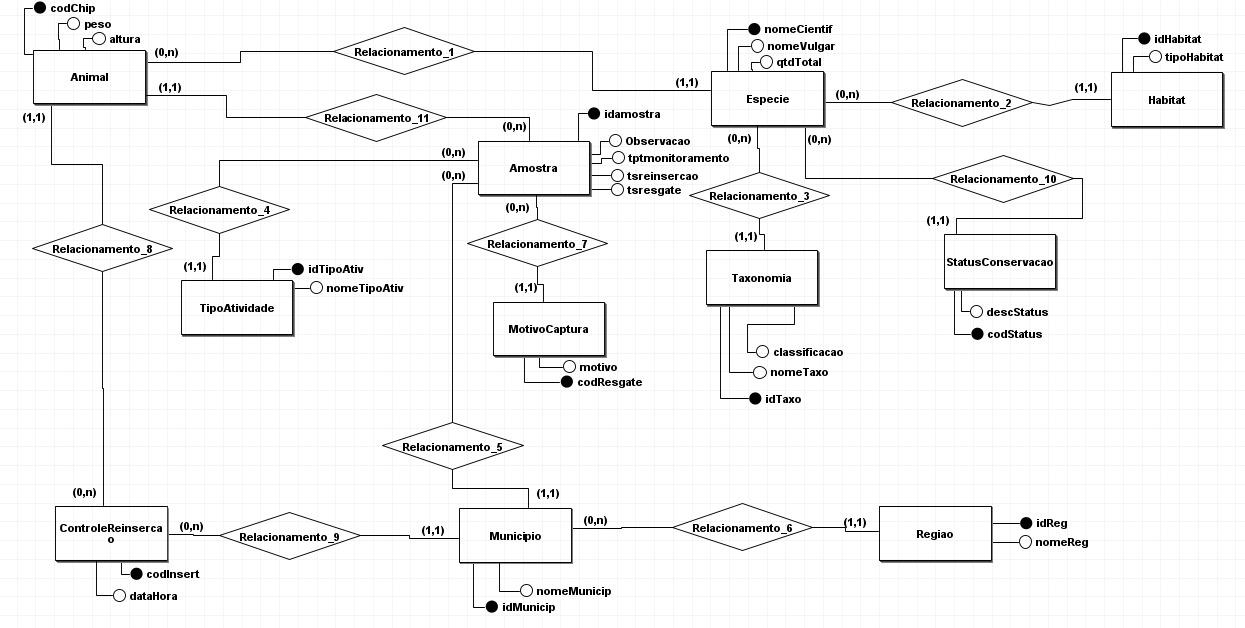 codChip
peso
altura
Animal
(0,n)
(1,1)
(1,1)
Relacionamento_1
Relacionamento_11
(1,1)
nomeCientif
nomeVulgar
qtdTotal
Especie
(0,n)
Relacionamento_2
(1,1)
idHabitat
tipoHabitat
Habitat
(0,n)
(0,n)
(0,n)
idamostra
Observacao
tptmonitoramento
tsreinsercao
tsresgate
Amostra
(0,n)
(0,n)
(0,n)
Relacionamento_10
Relacionamento_3
Relacionamento_4
(1,1)
(1,1)
StatusConservacao
descStatus
codStatus
Relacionamento_8
Relacionamento_7
(1,1)
idTipoAtiv
nomeTipoAtiv
TipoAtividade
(1,1)
MotivoCaptura
motivo
codResgate
Taxonomia
classificacao
nomeTaxo
idTaxo
Relacionamento_5
(0,n)
ControleReinserca
o
(0,n)
Relacionamento_9
(1,1)
(1,1)
Municipio
(0,n)
Relacionamento_6
(1,1)
Regiao
idReg
nomeReg
codInsert
dataHora
nomeMunicip
idMunicip